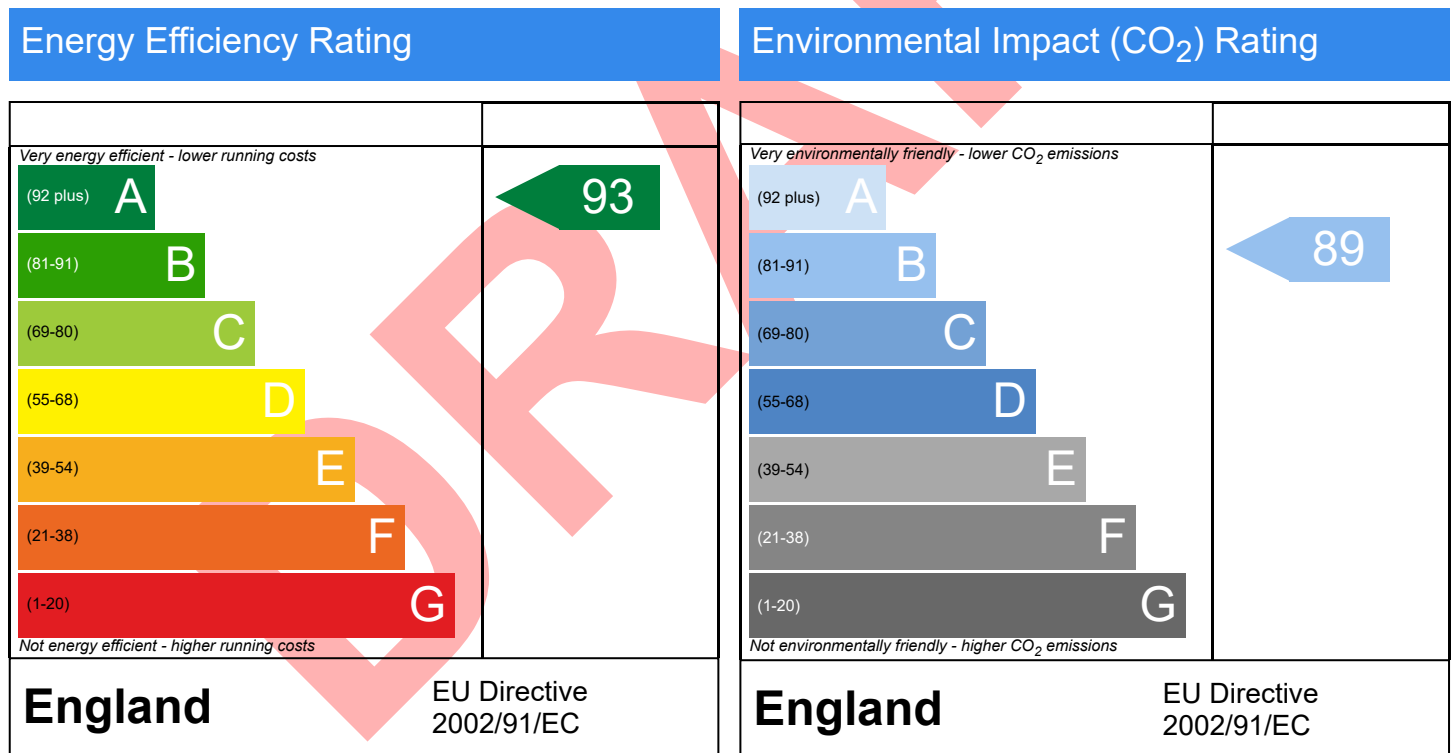 Energy Efficiency Rating
Very energy efficient - lower running costs
(92 plus) A
93
(81-91) B
(69-80) C
(55-68) D
(39-54) E
(21-38) F
(1-20) G
Not energy efficient - higher running costs
England
EU Directive
2002/91/EC
Environmental Impact (CO₂) Rating
Very environmentally friendly - lower CO₂ emissions
(92 plus) A
(81-91) B
89
(69-80) C
(55-68) D
(39-54) E
(21-38) F
(1-20) G
Not environmentally friendly - higher CO₂ emissions
England
EU Directive
2002/91/EC